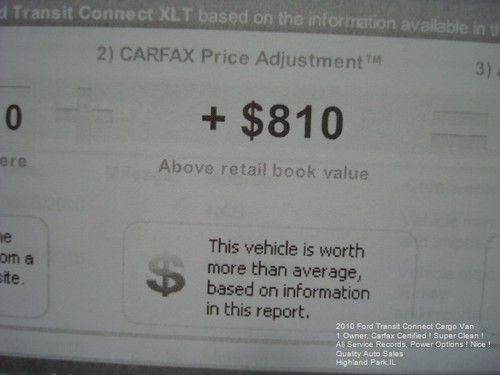 d Transit Connect XLT based on the information available in
2) CARFAX Price Adjustment™
3)
0
+ $810
ere
Above retail book value
This vehicle is worth
more than average,
based on information
in this report.
$
om a
site.
2010 Ford Transit Connect Cargo Van
1 Owner, Carfax Certified ! Super Clean !
All Service Records, Power Options ! Nice !
Quality Auto Sales
Highland Park,IL